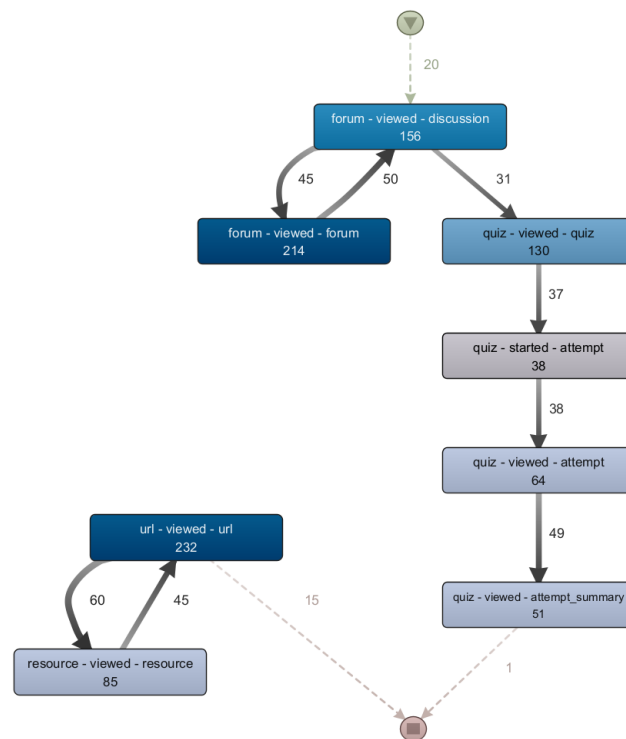 20
forum - viewed - discussion
156
45
50
31
forum - viewed - forum
214
quiz - viewed - quiz
130
37
quiz - started - attempt
38
38
quiz - viewed - attempt
64
url - viewed - url
232
49
60
45
15
quiz - viewed - attempt_summary
51
resource - viewed - resource
85
1